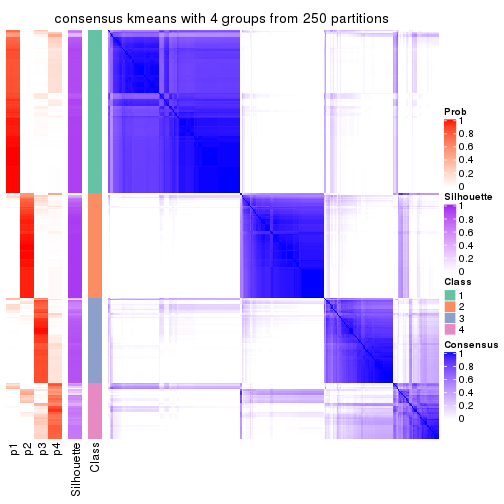 consensus kmeans with 4 groups from 250 partitions
Prob
1
0.8
0.6
0.4
0.2
0
Silhouette
1
0.8
0.6
0.4
0.2
0
Class
1
2
3
4
Consensus
1
0.8
0.6
0.4
0.2
0
p1
p2
p3
p4
Silhouette
Class